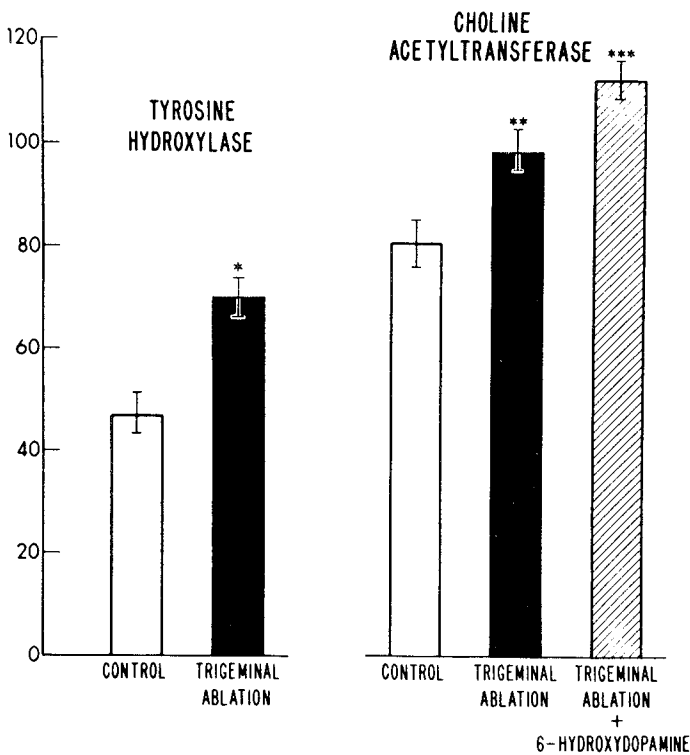 CHOLINE
ACETYLTRANSFERASE
TYROSINE
HYDROXYLASE
120
100
80
60
40
20
0
*
**
***
CONTROL
TRIGEMINAL
ABLATION
CONTROL
TRIGEMINAL
ABLATION
TRIGEMINAL
ABLATION
+
6-HYDROXYDOPAMINE